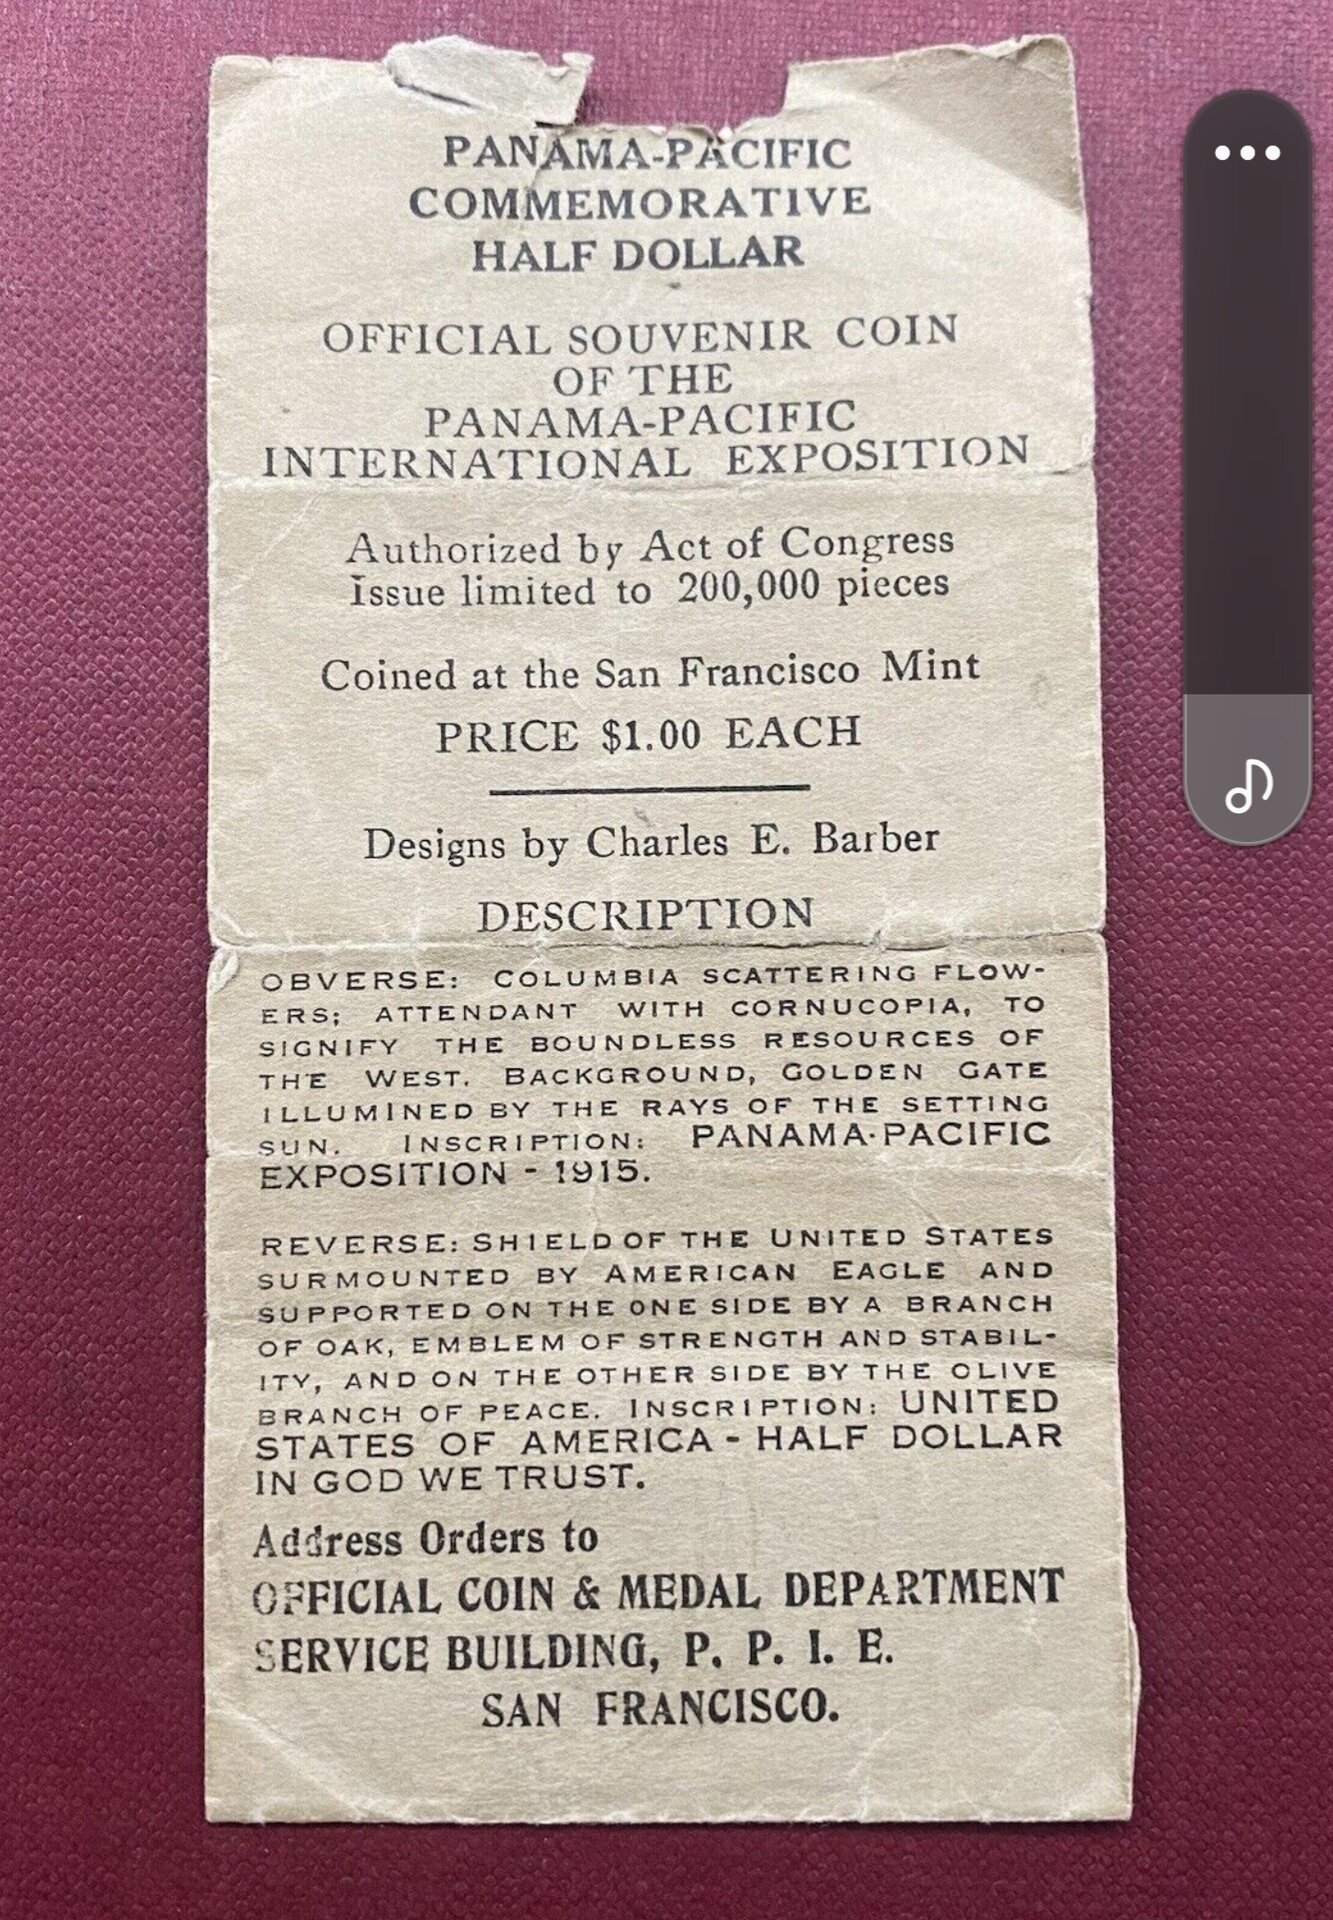 PANAMA-PACIFIC
COMMEMORATIVE
HALF DOLLAR
OFFICIAL SOUVENIR COIN
OF THE
PANAMA-PACIFIC
INTERNATIONAL EXPOSITION
Authorized by Act of Congress
Issue limited to 200,000 pieces
Coined at the San Francisco Mint
PRICE $1.00 EACH
Designs by Charles E. Barber
DESCRIPTION
OBVERSE: COLUMBIA SCATTERING FLOW-
ERS; ATTENDANT WITH CORNUCOPIA, TO
SIGNIFY THE BOUNDLESS RESOURCES OF
THE WEST. BACKGROUND, GOLDEN GATE
ILLUMINED BY THE RAYS OF THE SETTING
SUN. INSCRIPTION: PANAMA-PACIFIC
EXPOSITION - 1915.
REVERSE: SHIELD OF THE UNITED STATES
SURMOUNTED BY AMERICAN EAGLE AND
SUPPORTED ON THE ONE SIDE BY A BRANCH
OF OAK, EMBLEM OF STRENGTH AND STABIL-
ITY, AND ON THE OTHER SIDE BY THE OLIVE
BRANCH OF PEACE. INSCRIPTION: UNITED
STATES OF AMERICA - HALF DOLLAR
IN GOD WE TRUST.
Address Orders to
OFFICIAL COIN & MEDAL DEPARTMENT
SERVICE BUILDING, P. P. I. E.
SAN FRANCISCO.